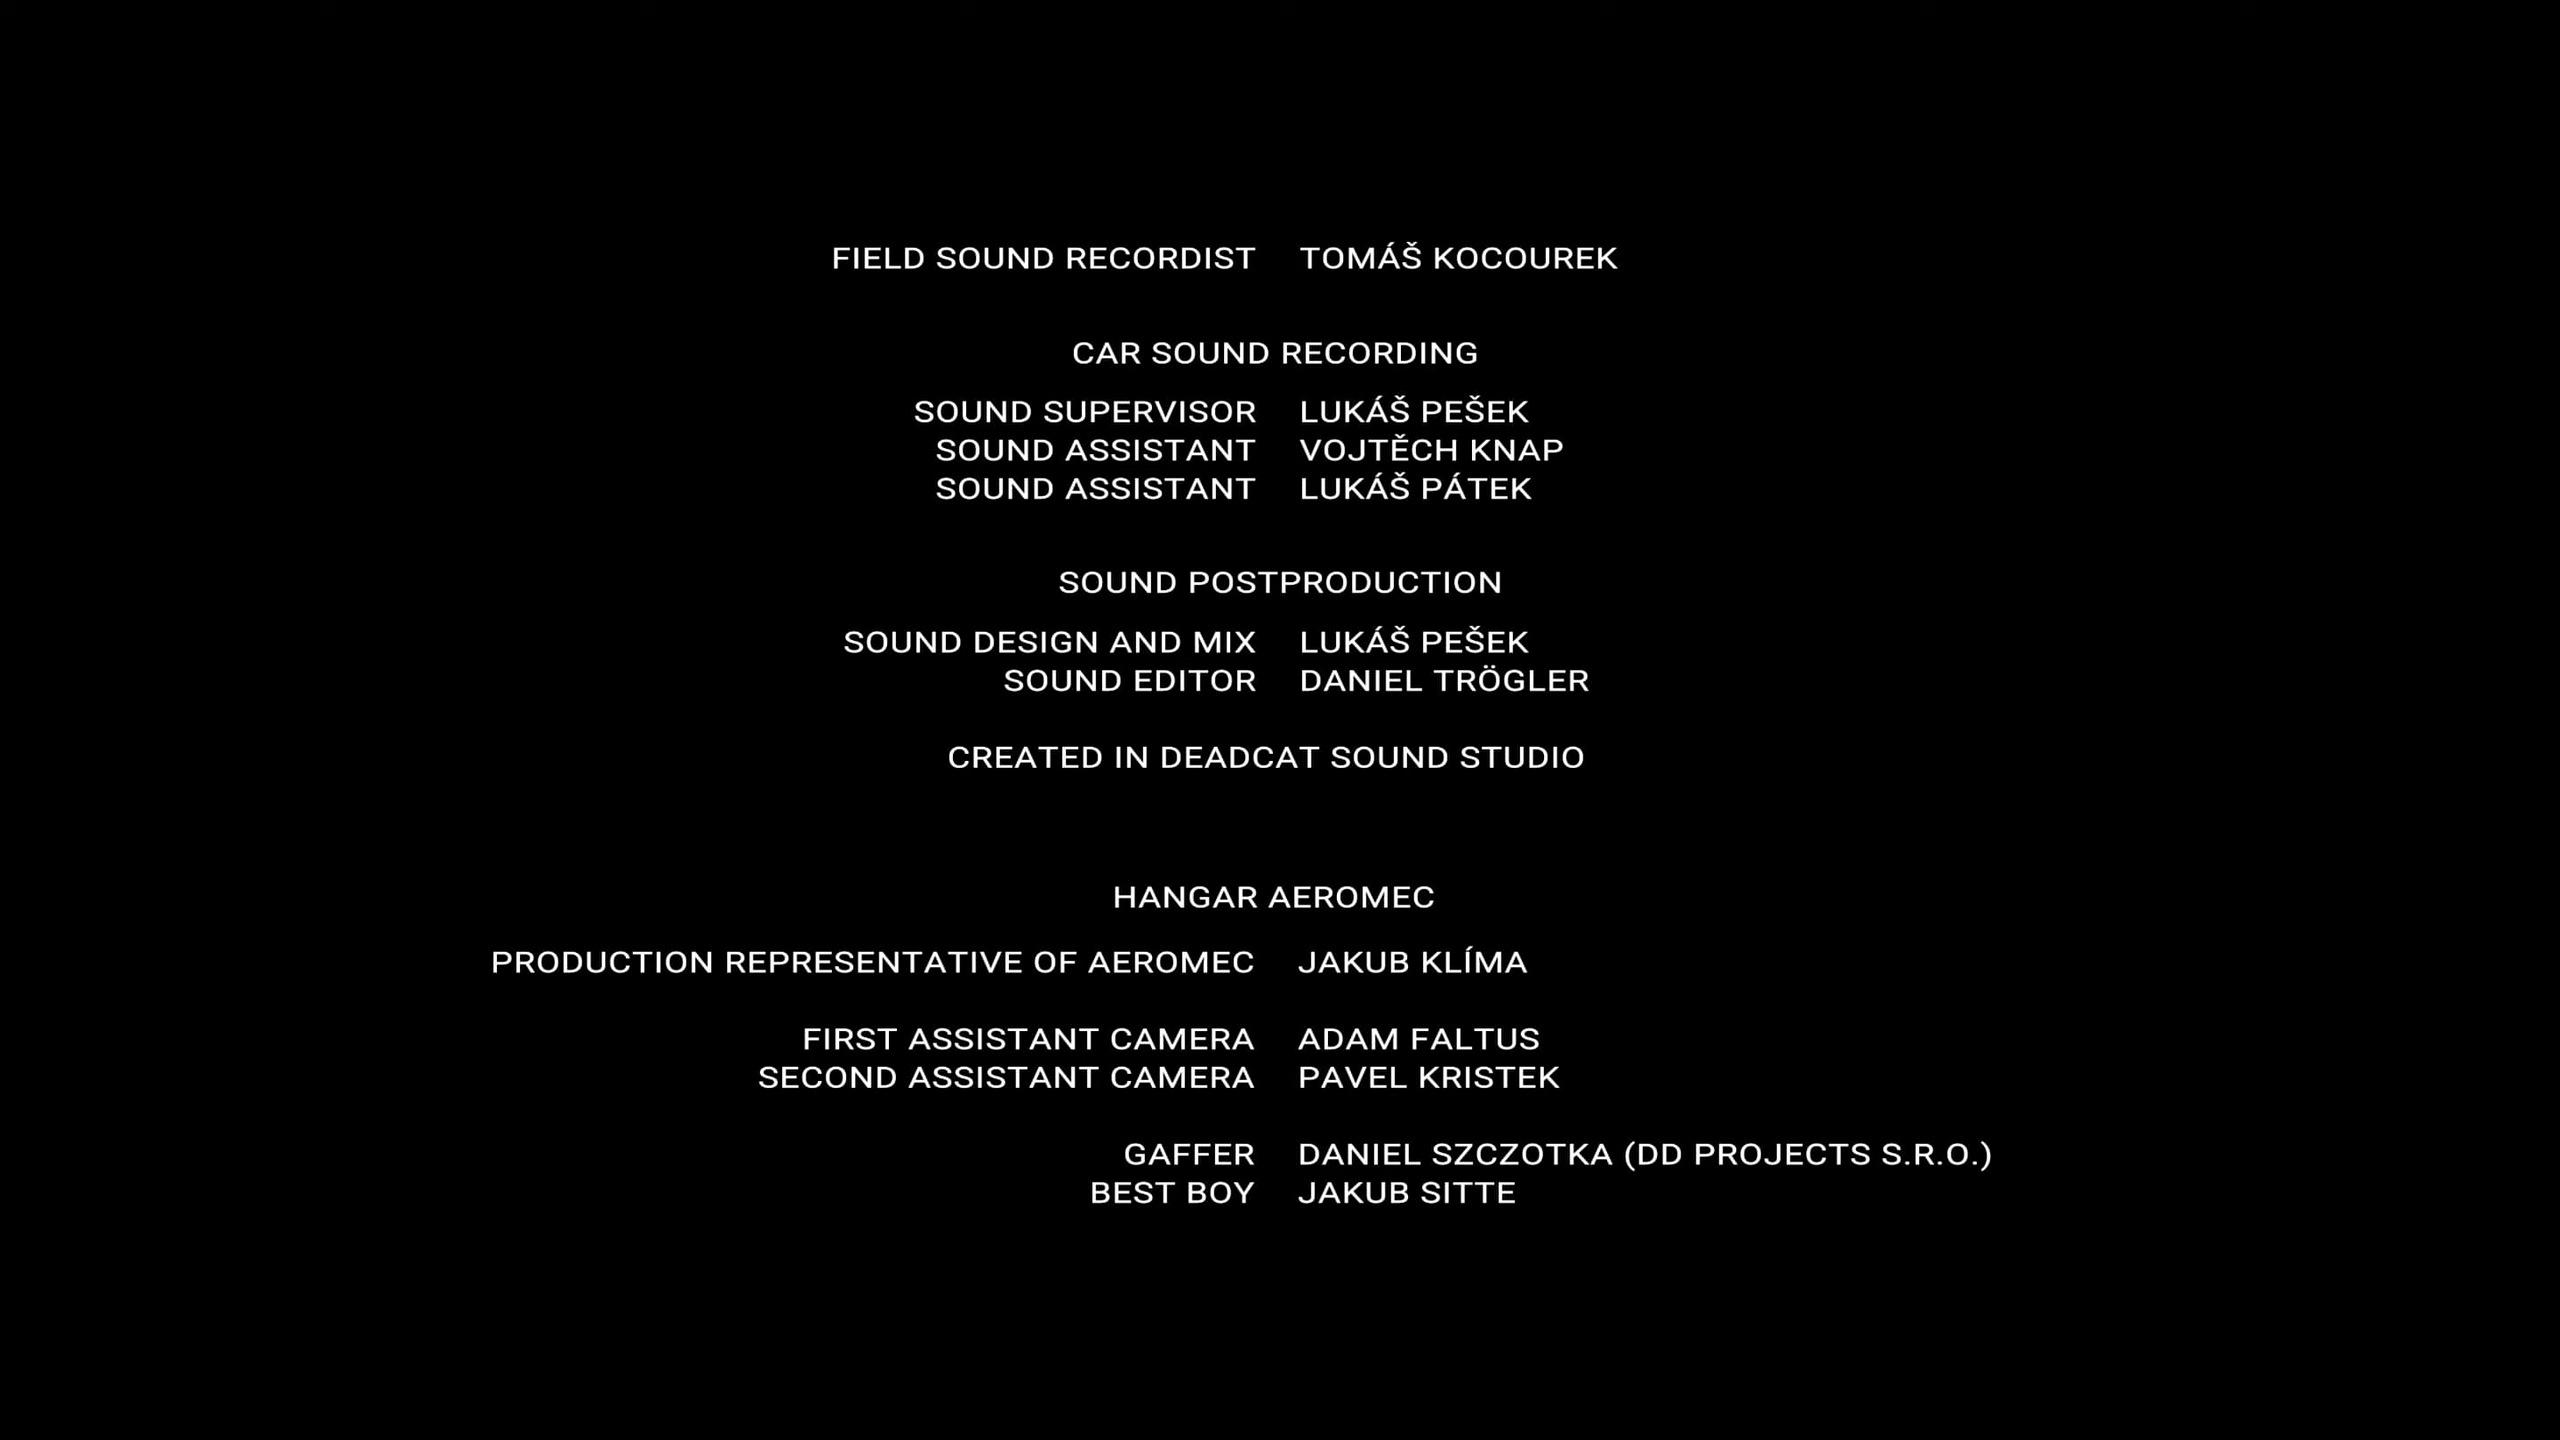 FIELD SOUND RECORDIST TOMÁŠ KOCOUREK
CAR SOUND RECORDING
SOUND SUPERVISOR LUKÁŠ PEŠEK
SOUND ASSISTANT VOJTĚCH KNAP
SOUND ASSISTANT LUKÁŠ PÁTEK
SOUND POSTPRODUCTION
SOUND DESIGN AND MIX LUKÁŠ PEŠEK
SOUND EDITOR DANIEL TRÖGLER
CREATED IN DEADCAT SOUND STUDIO
HANGAR AEROMEC
PRODUCTION REPRESENTATIVE OF AEROMEC JAKUB KLÍMA
FIRST ASSISTANT CAMERA ADAM FALTUS
SECOND ASSISTANT CAMERA PAVEL KRISTEK
GAFFER DANIEL SZCZOTKA (DD PROJECTS S.R.O.)
BEST BOY JAKUB SITTE